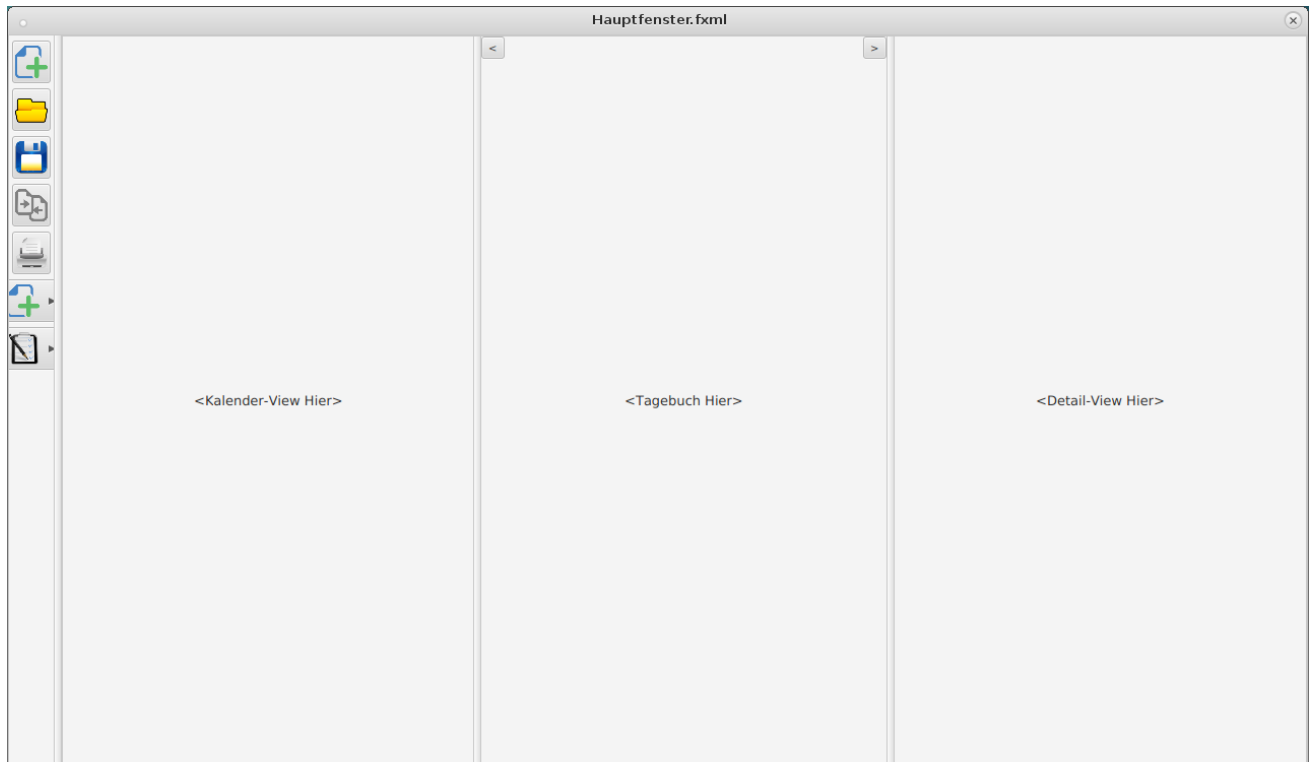 Hauptfenster.fxml
< >
<Kalender-View Hier>
<Tagebuch Hier>
<Detail-View Hier>